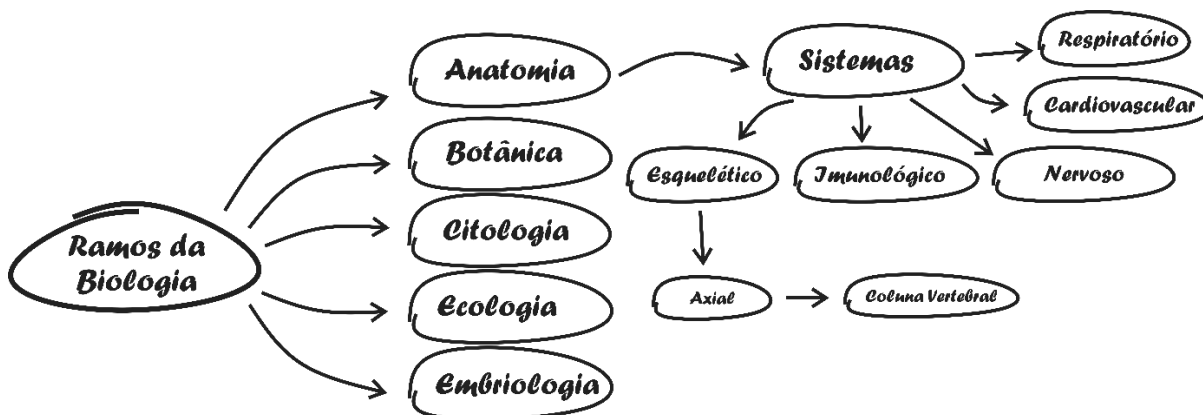 Ramos da
Biologia
Anatomia
Botânica
Citologia
Ecologia
Embriologia
Sistemas
Respiratório
Cardiovascular
Nervoso
Imunológico
Esquelético
Axial
Coluna Vertebral